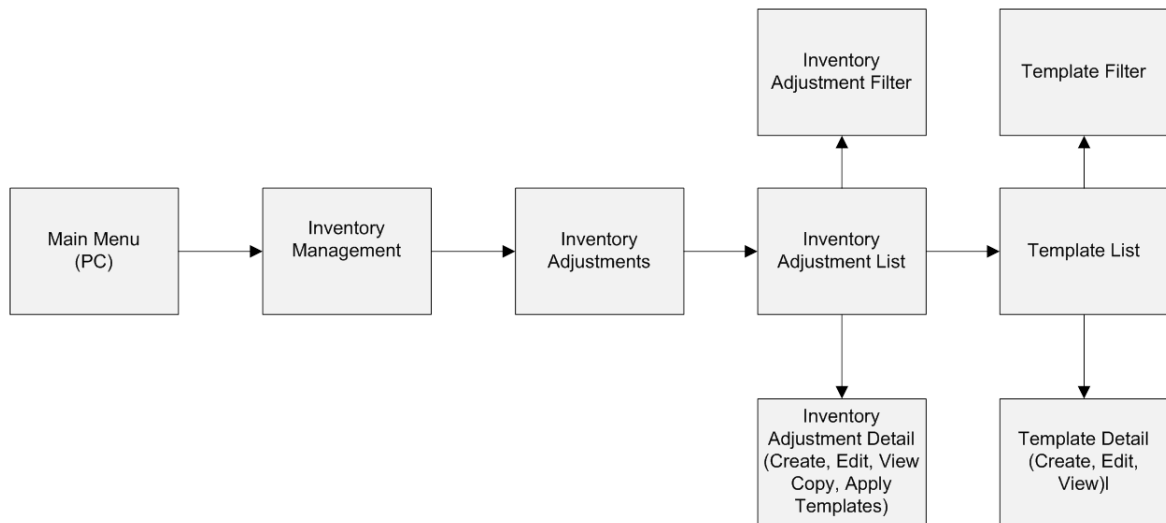 Inventory
Adjustment Filter
Template Filter
Main Menu
(PC)
Inventory
Management
Inventory
Adjustments
Inventory
Adjustment List
Template List
Inventory
Adjustment Detail
(Create, Edit, View
Copy, Apply
Templates)
Template Detail
(Create, Edit,
View)l